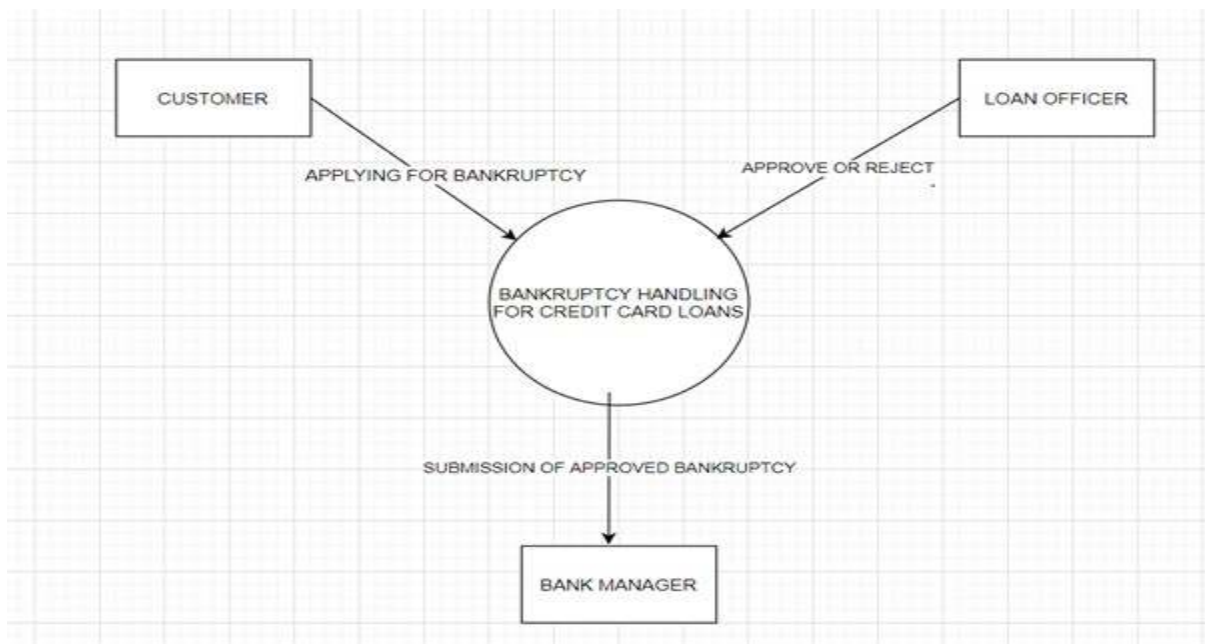 CUSTOMER
LOAN OFFICER
APPLYING FOR BANKRUPTCY
APPROVE OR REJECT
BANKRUPTCY HANDLING
FOR CREDIT CARD LOANS
SUBMISSION OF APPROVED BANKRUPTCY
BANK MANAGER